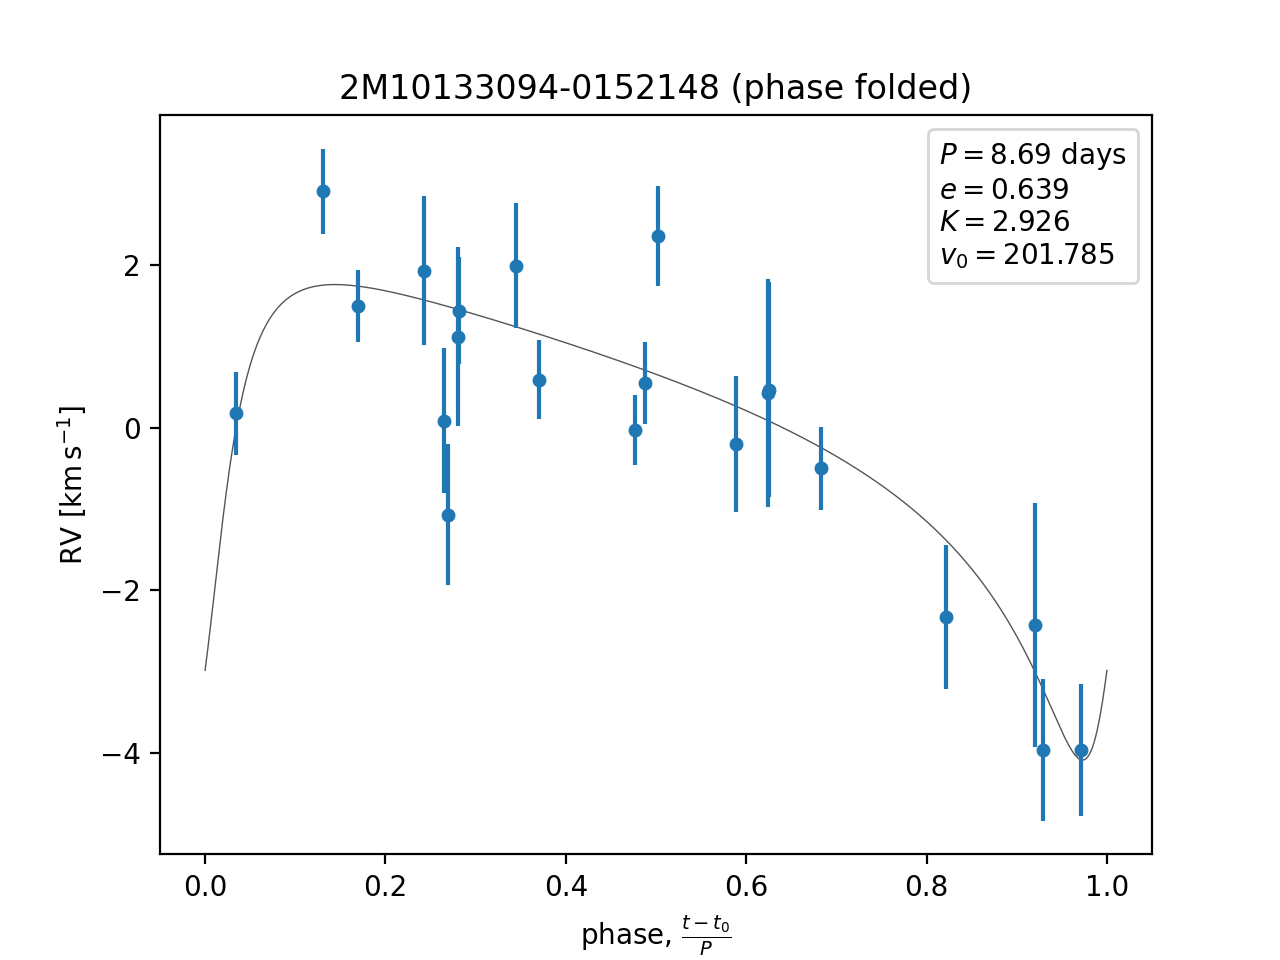 2M10133094-0152148 (phase folded)
P = 8.69 days
e = 0.639
K = 2.926
v₀ = 201.785
RV [km s⁻¹]
2
0
−2
−4
0.0 0.2 0.4 0.6 0.8 1.0
phase, (t − t₀)/P